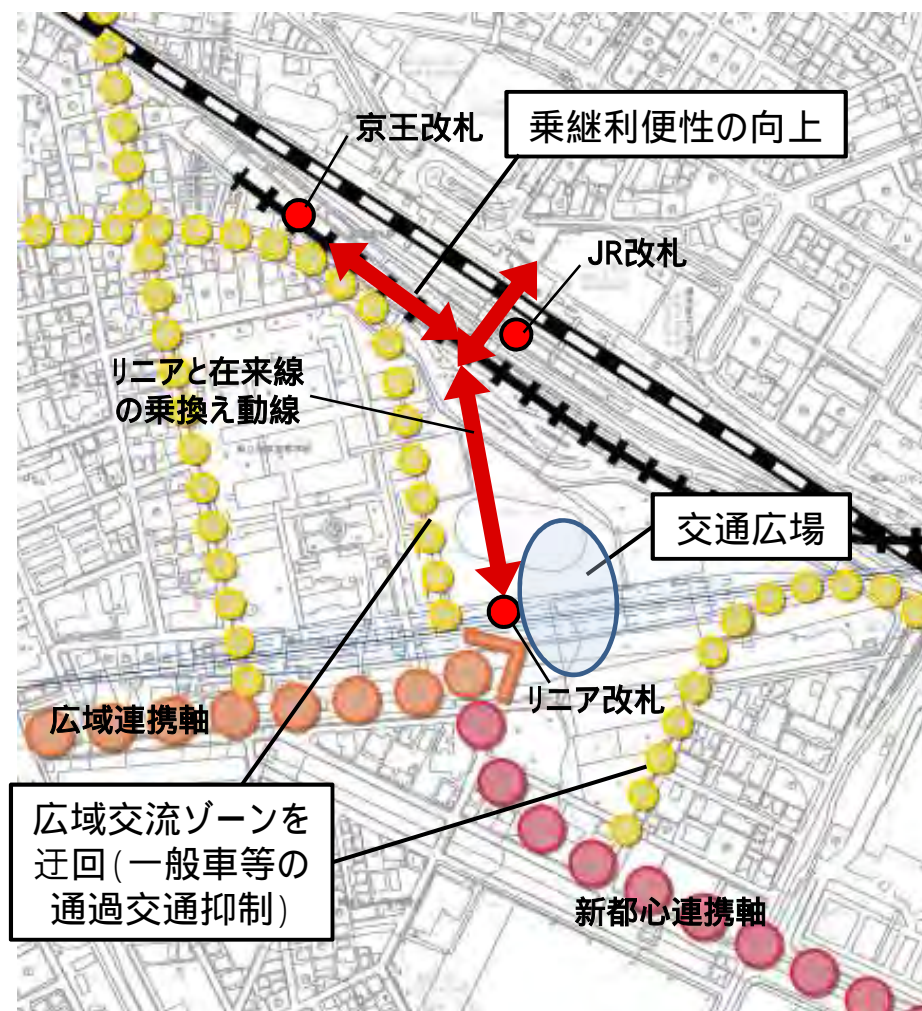 京王改札
乗継利便性の向上
JR改札
リニアと在来線
の乗換え動線
交通広場
リニア改札
広域連携軸
広域交流ゾーンを
迂回(一般車等の
通過交通抑制)
新都心連携軸